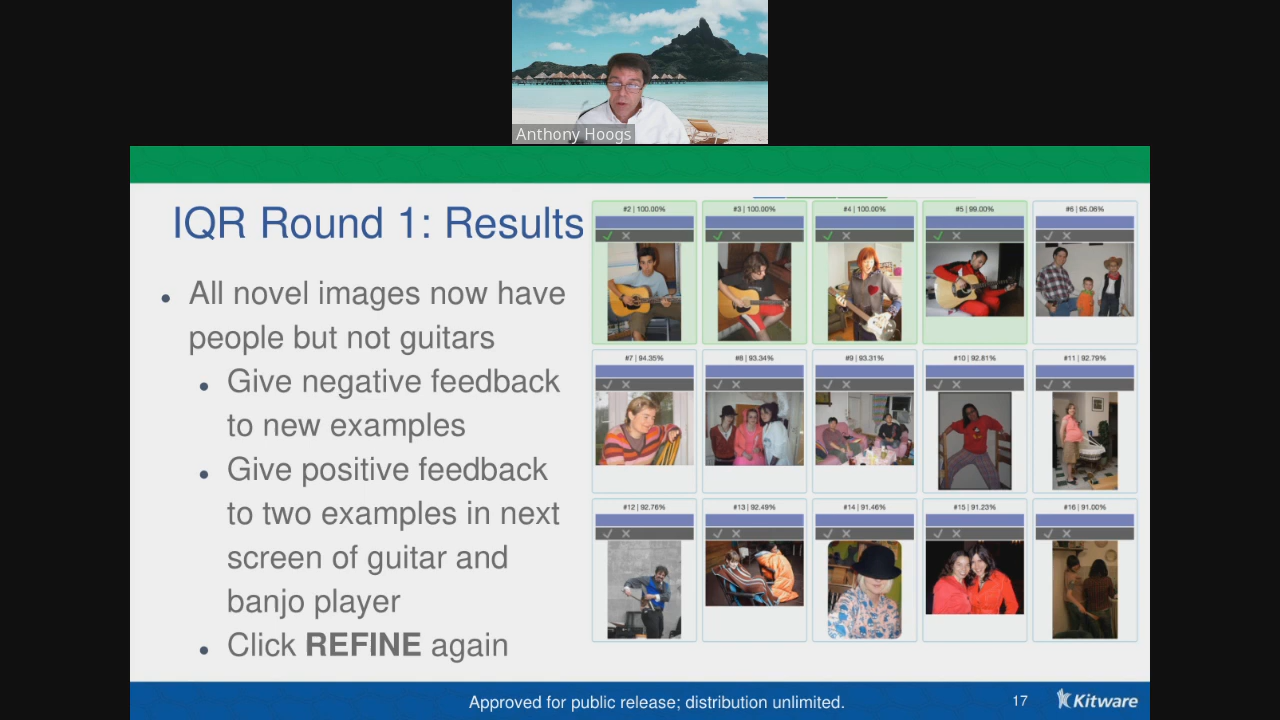 Anthony Hoogs
IQR Round 1: Results
• All novel images now have
people but not guitars
• Give negative feedback
to new examples
• Give positive feedback
to two examples in next
screen of guitar and
banjo player
• Click REFINE again
#2 | 100.00%
#3 | 100.00%
#4 | 100.00%
#5 | 99.00%
#6 | 95.06%
#7 | 94.35%
#8 | 93.34%
#9 | 93.31%
#10 | 92.81%
#11 | 92.79%
#12 | 92.76%
#13 | 92.49%
#14 | 91.46%
#15 | 91.23%
#16 | 91.00%
Approved for public release; distribution unlimited.
17
Kitware